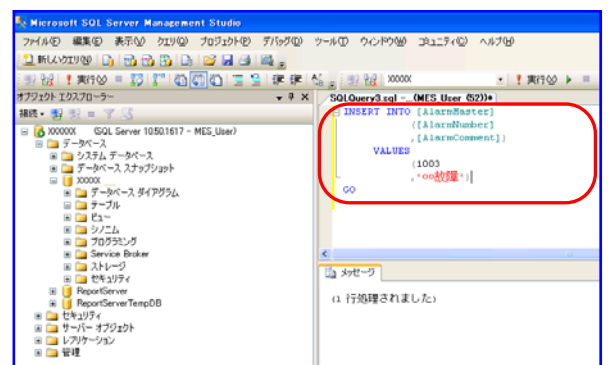 Microsoft SQL Server Management Studio
ファイル(F) 編集(E) 表示(V) クエリ(Q) プロジェクト(P) デバッグ(D) ツール(T) ウィンドウ(W) コミュニティ(C) ヘルプ(H)
新しいクエリ(N)
実行(X) XXXXX 実行(X)
オブジェクト エクスプローラー
接続
XXXXXX (SQL Server 10.50.1617 - MES_User)
データベース
システム データベース
データベース スナップショット
XXXXX
データベース ダイアグラム
テーブル
ビュー
シノニム
プログラミング
Service Broker
ストレージ
セキュリティ
ReportServer
ReportServerTempDB
セキュリティ
サーバー オブジェクト
レプリケーション
管理
SQLQuery3.sql -...(MES_User (52))*
INSERT INTO [AlarmMaster]
([AlarmNumber]
,[AlarmComment])
VALUES
(1003
,'oo故障')
GO
メッセージ
(1 行処理されました)